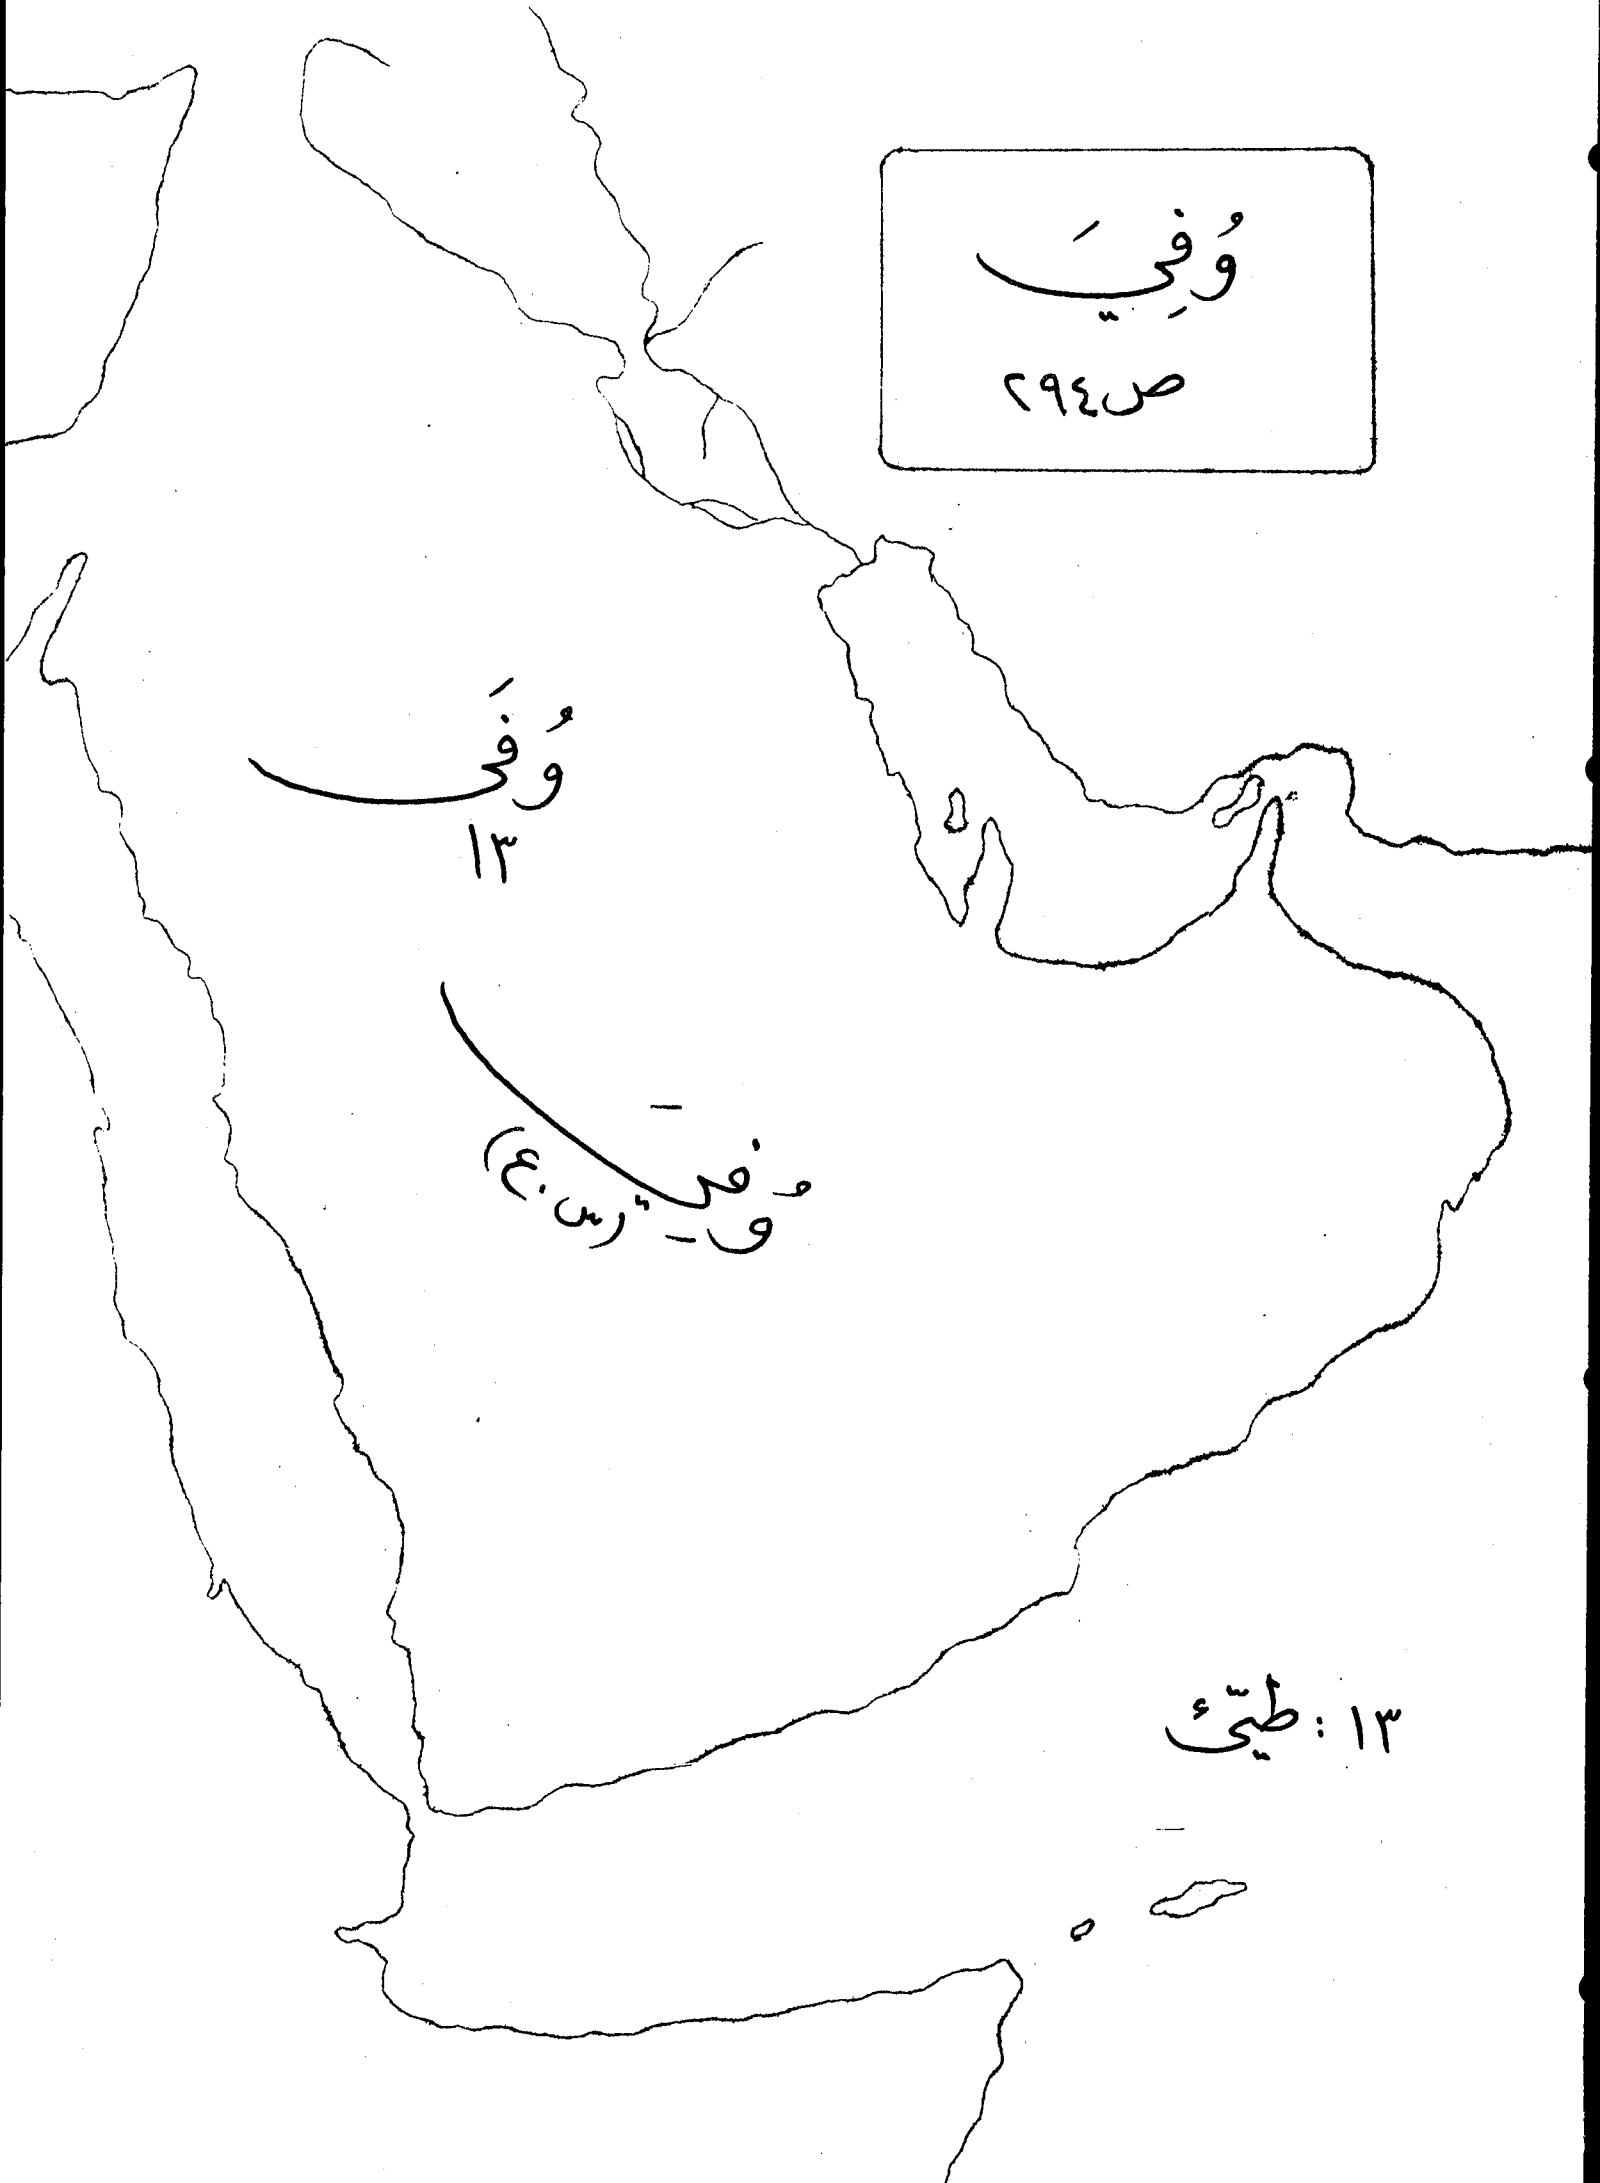 وُفِيَ
ص٢٩٤
وُفَى
١٣
وُفِيَ (س.ع)
١٣ : طيّئ